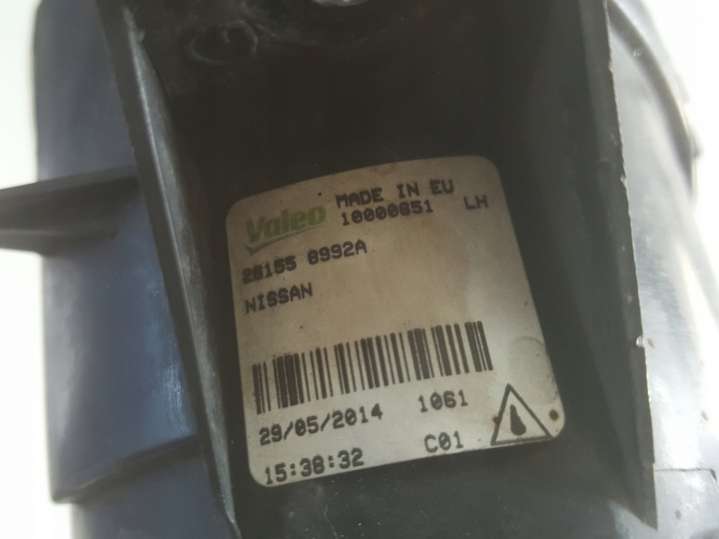 Valeo MADE IN EU
10000651 LH
26155 8992A
NISSAN
29/05/2014 1061
15:38:32 C01